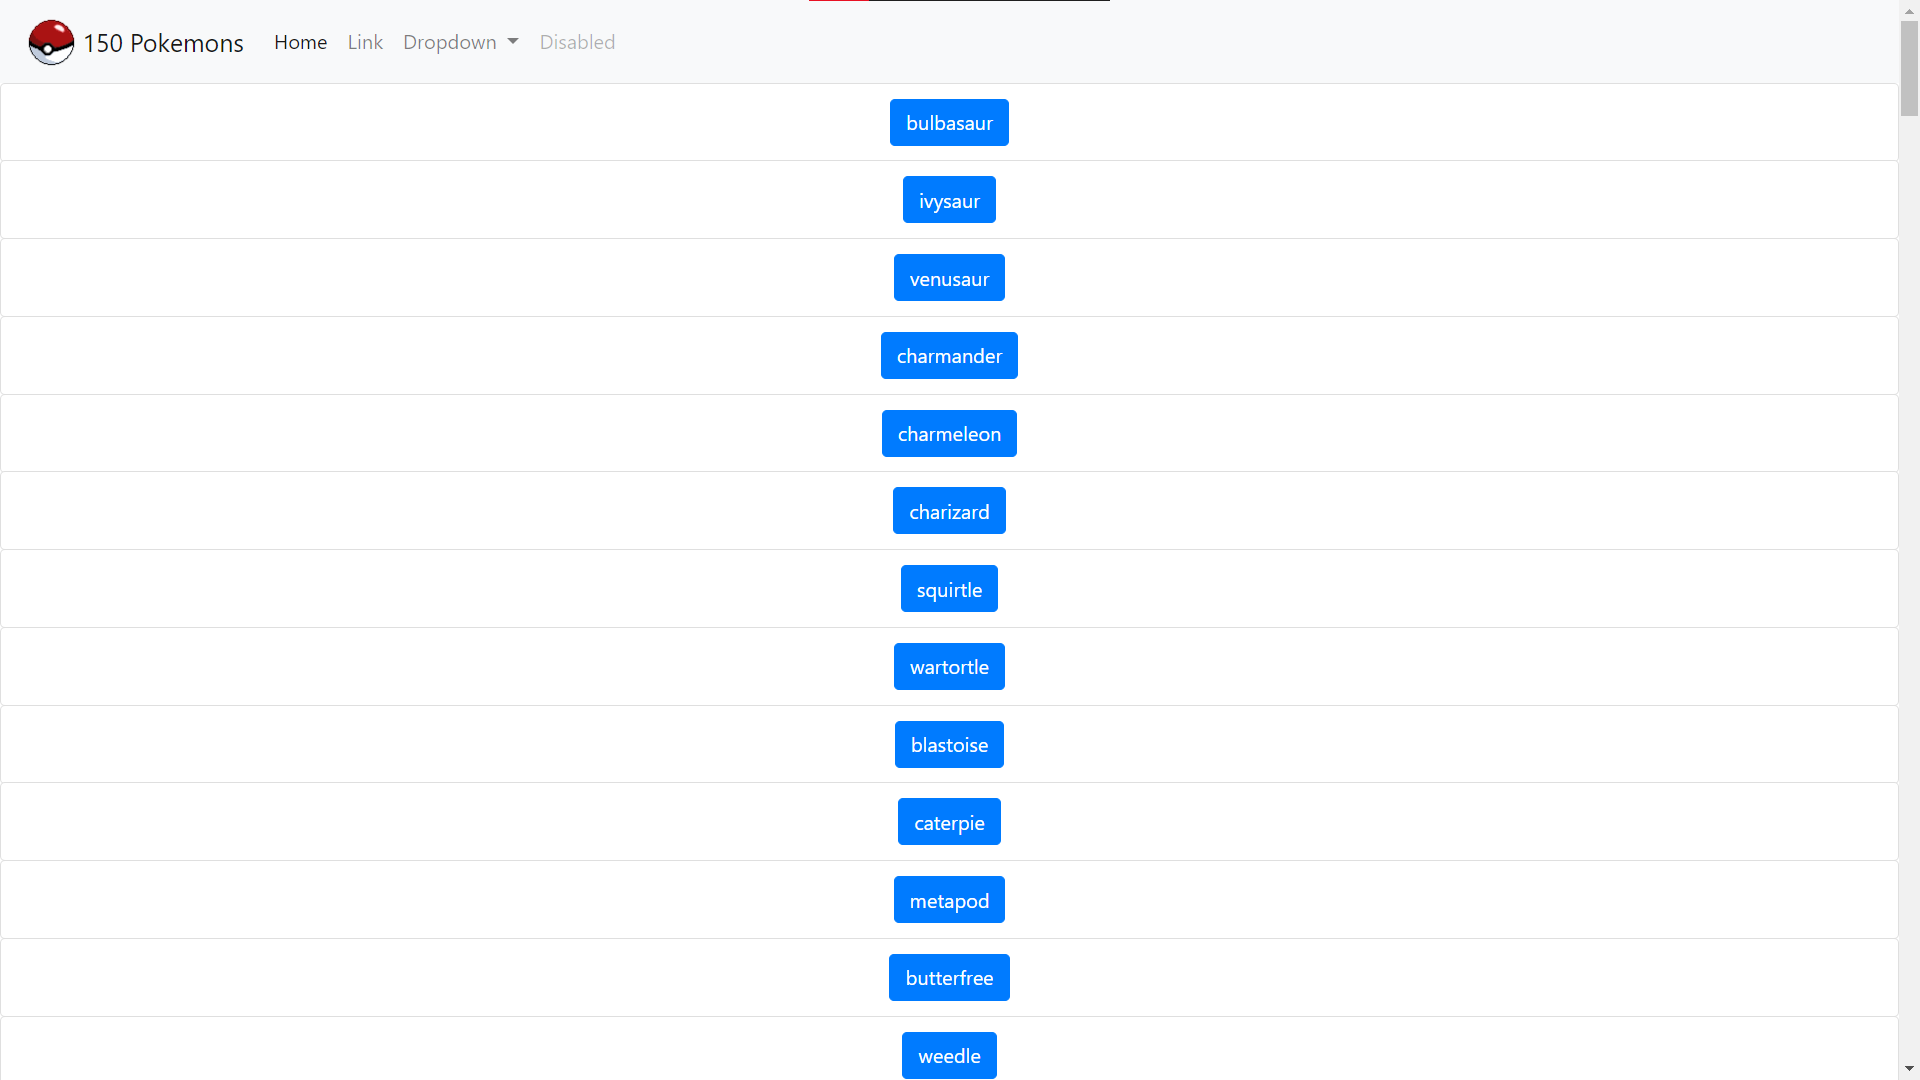 150 Pokemons Home Link Dropdown Disabled
bulbasaur
ivysaur
venusaur
charmander
charmeleon
charizard
squirtle
wartortle
blastoise
caterpie
metapod
butterfree
weedle